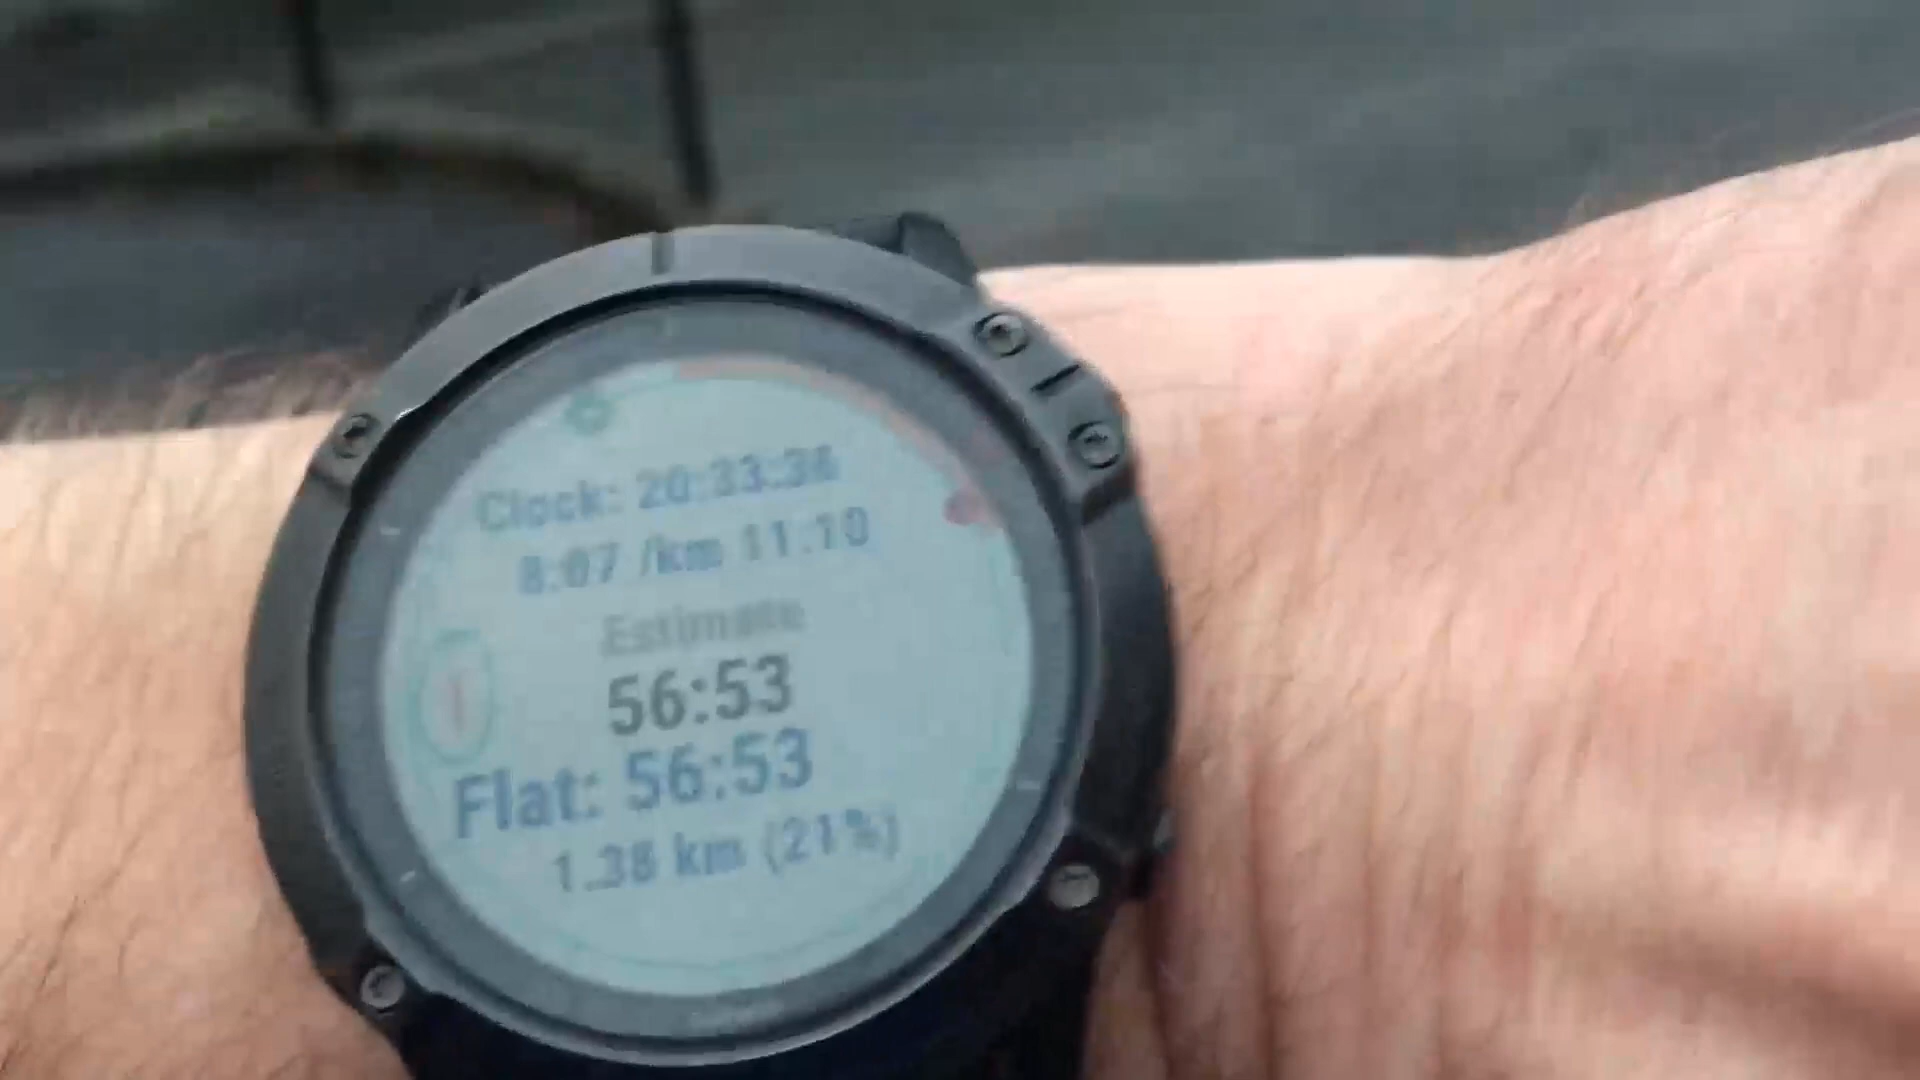 Clock: 20:33:36
8:07 /km 11:10
Estimate
56:53
Flat: 56:53
1.38 km (21%)